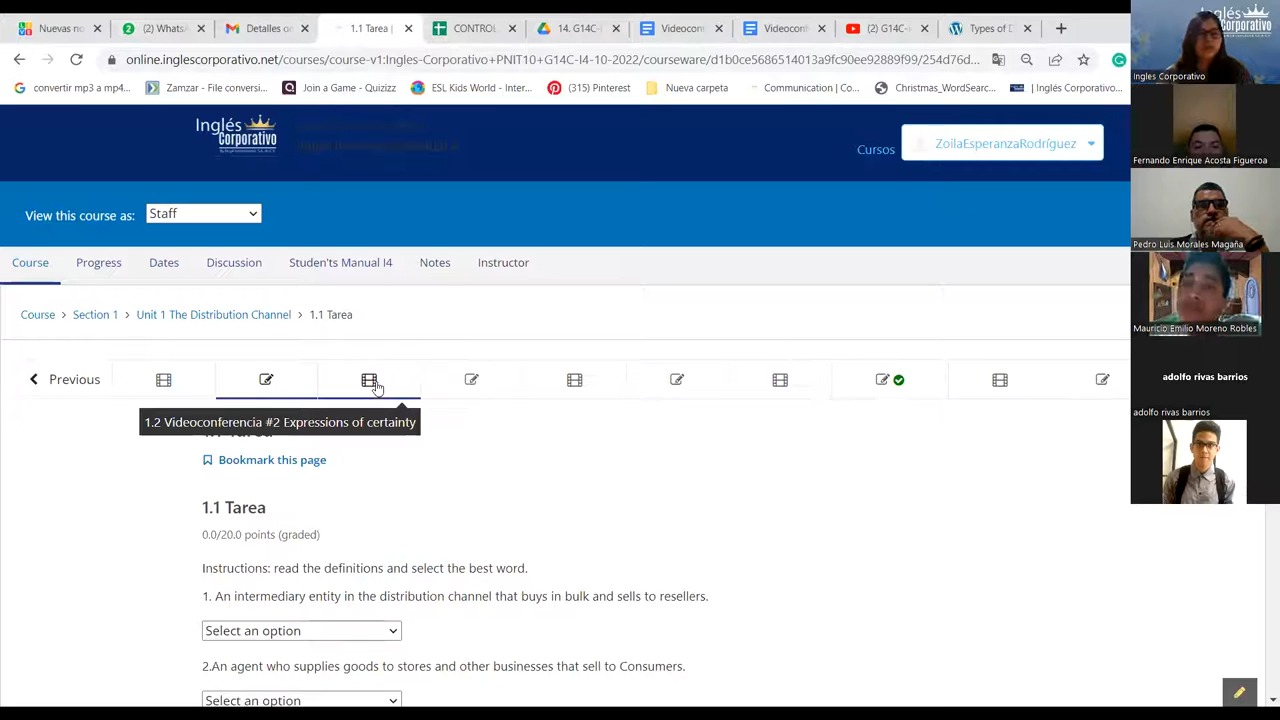 Nuevas no
(2) Whats
Detalles o
1.1 Tarea |
CONTROL
14. G14C-
Videocon
Videocon
(2) G14C-I
Types of D
online.inglescorporativo.net/courses/course-v1:Ingles-Corporativo+PNIT10+G14C-I4-10-2022/courseware/d1b0ce5686514013a9fc90ee92889f99/254d76d...
convertir mp3 a mp4...
Zamzar - File conversi...
Join a Game - Quizizz
ESL Kids World - Inter...
(315) Pinterest
Nueva carpeta
Communication | Co...
Christmas_WordSearc...
| Inglés Corporativo...
Inglés
Corporativo
Cursos
ZoilaEsperanzaRodríguez
View this course as:
Staff
Course
Progress
Dates
Discussion
Studen'ts Manual I4
Notes
Instructor
Course > Section 1 > Unit 1 The Distribution Channel > 1.1 Tarea
Previous
1.2 Videoconferencia #2 Expressions of certainty
Bookmark this page
1.1 Tarea
0.0/20.0 points (graded)
Instructions: read the definitions and select the best word.
1. An intermediary entity in the distribution channel that buys in bulk and sells to resellers.
Select an option
2.An agent who supplies goods to stores and other businesses that sell to Consumers.
Select an option
Ingles Corporativo
Fernando Enrique Acosta Figueroa
Pedro Luis Morales Magaña
Mauricio Emilio Moreno Robles
adolfo rivas barrios
adolfo rivas barrios